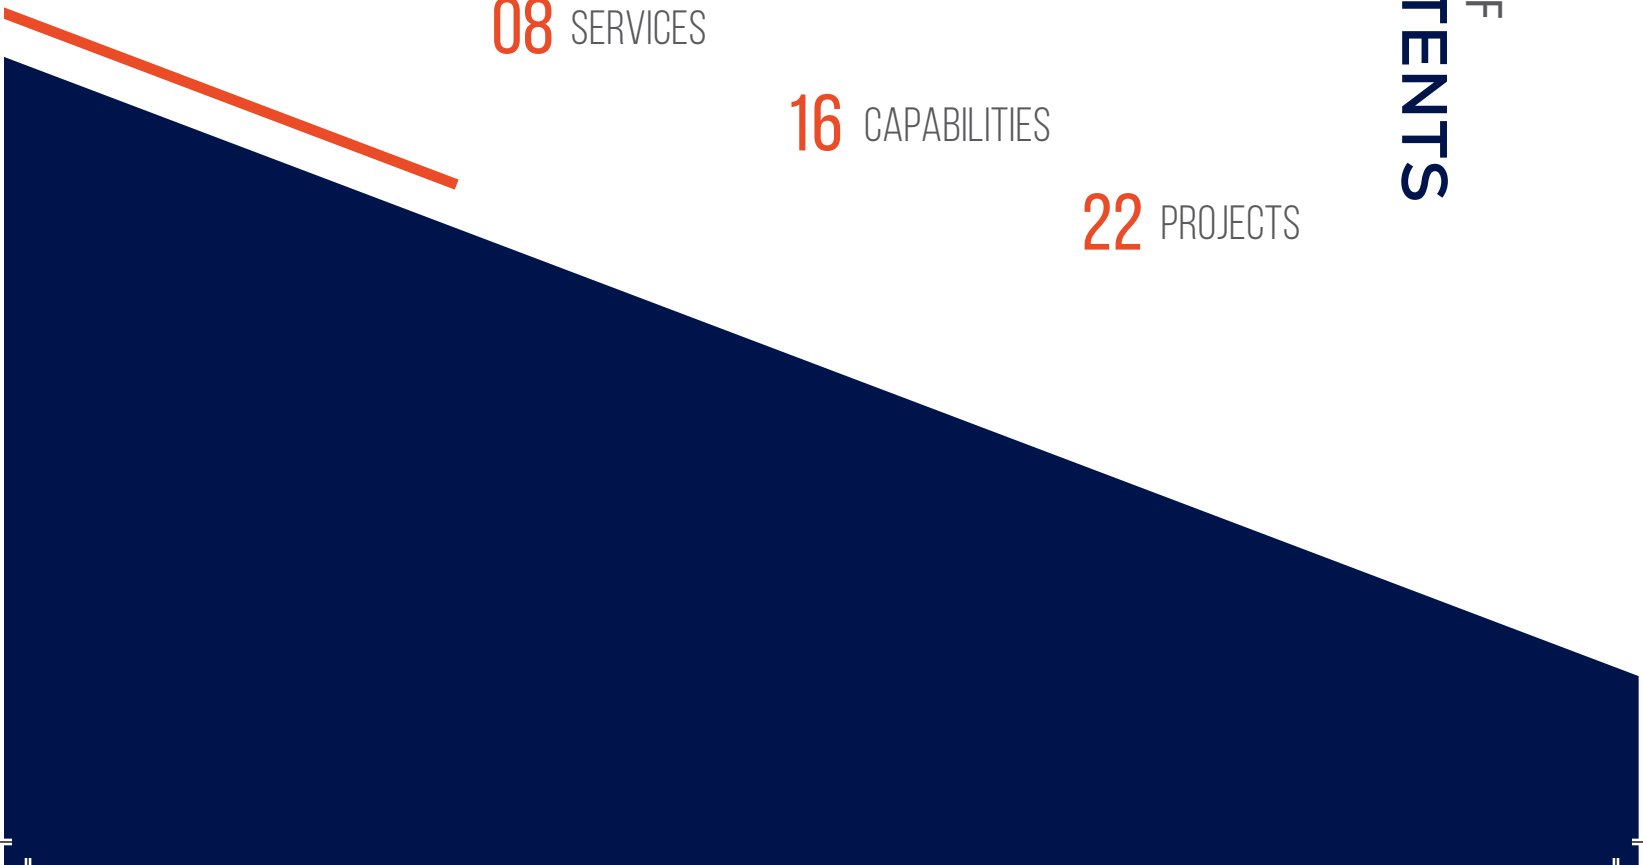 08 SERVICES
16 CAPABILITIES
22 PROJECTS
F
TENTS